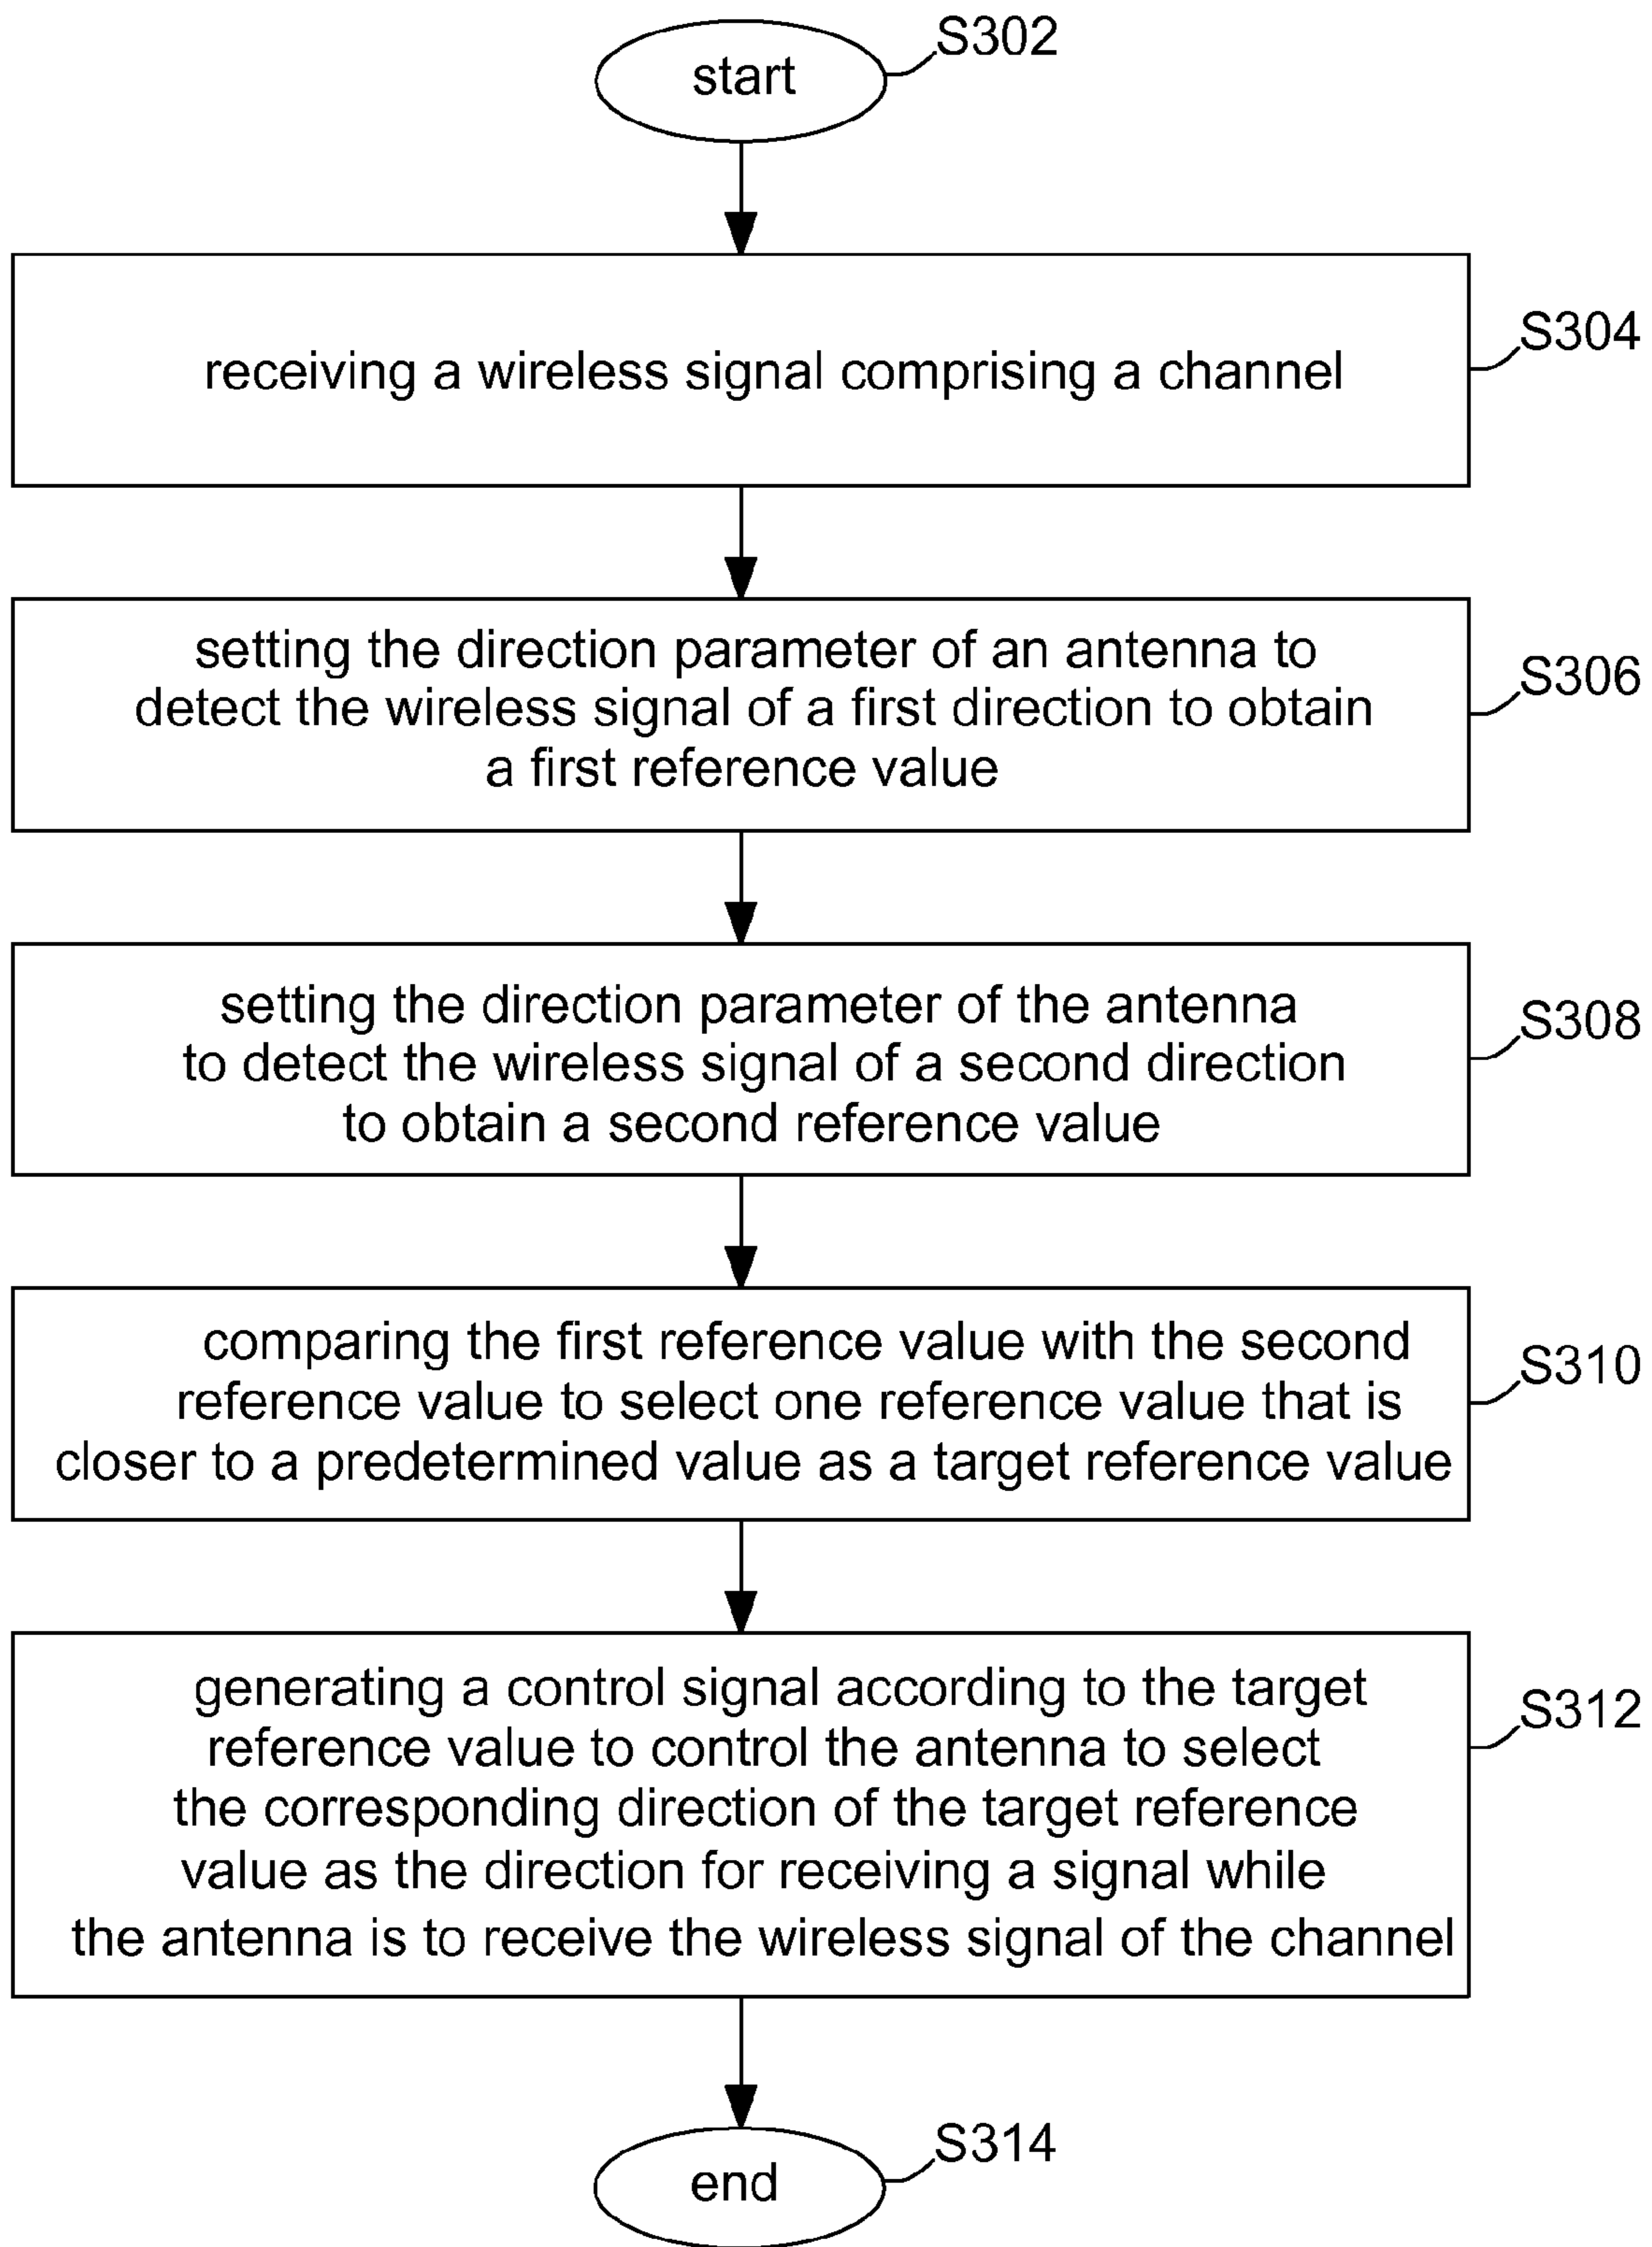 start
S302
receiving a wireless signal comprising a channel
S304
setting the direction parameter of an antenna to
detect the wireless signal of a first direction to obtain
a first reference value
S306
setting the direction parameter of the antenna
to detect the wireless signal of a second direction
to obtain a second reference value
S308
comparing the first reference value with the second
reference value to select one reference value that is
closer to a predetermined value as a target reference value
S310
generating a control signal according to the target
reference value to control the antenna to select
the corresponding direction of the target reference
value as the direction for receiving a signal while
the antenna is to receive the wireless signal of the channel
S312
end
S314